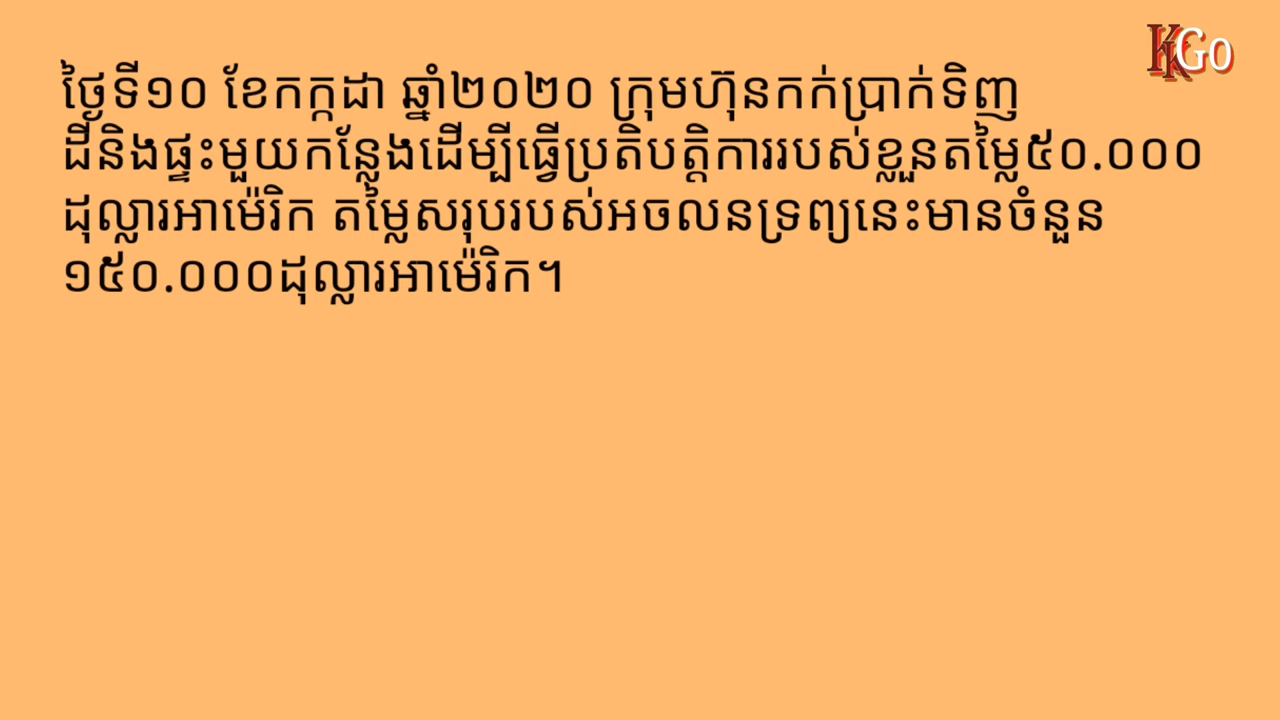 KKGo
ថ្ងៃទី១០ ខែកក្កដា ឆ្នាំ២០២០ ក្រុមហ៊ុនកក់ប្រាក់ទិញ
ដីនិងផ្ទះមួយកន្លែងដើម្បីធ្វើប្រតិបត្តិការរបស់ខ្លួនតម្លៃ៥០.០០០
ដុល្លារអាម៉េរិក តម្លៃសរុបរបស់អចលនទ្រព្យនេះមានចំនួន
១៥០.០០០ដុល្លារអាម៉េរិក។